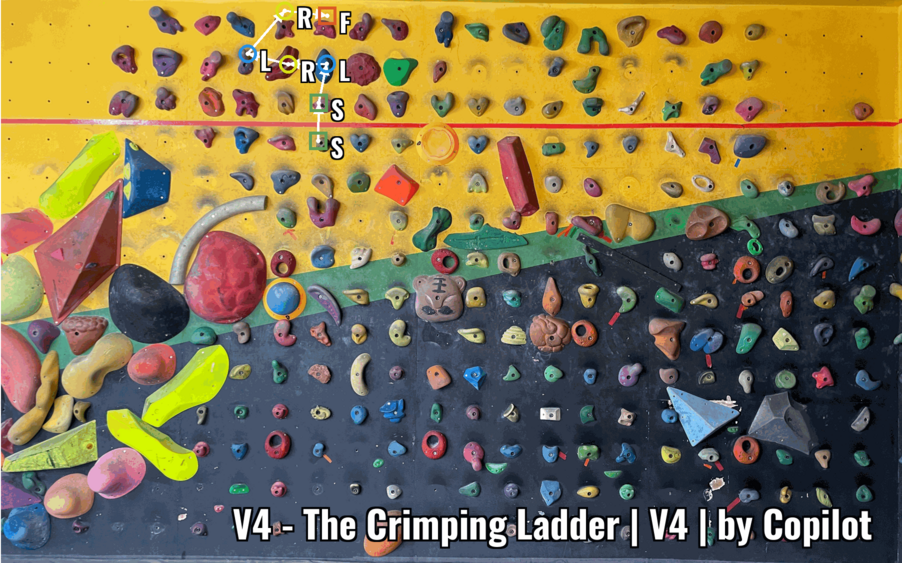 R F
L R L
S
S
V4 - The Crimping Ladder | V4 | by Copilot